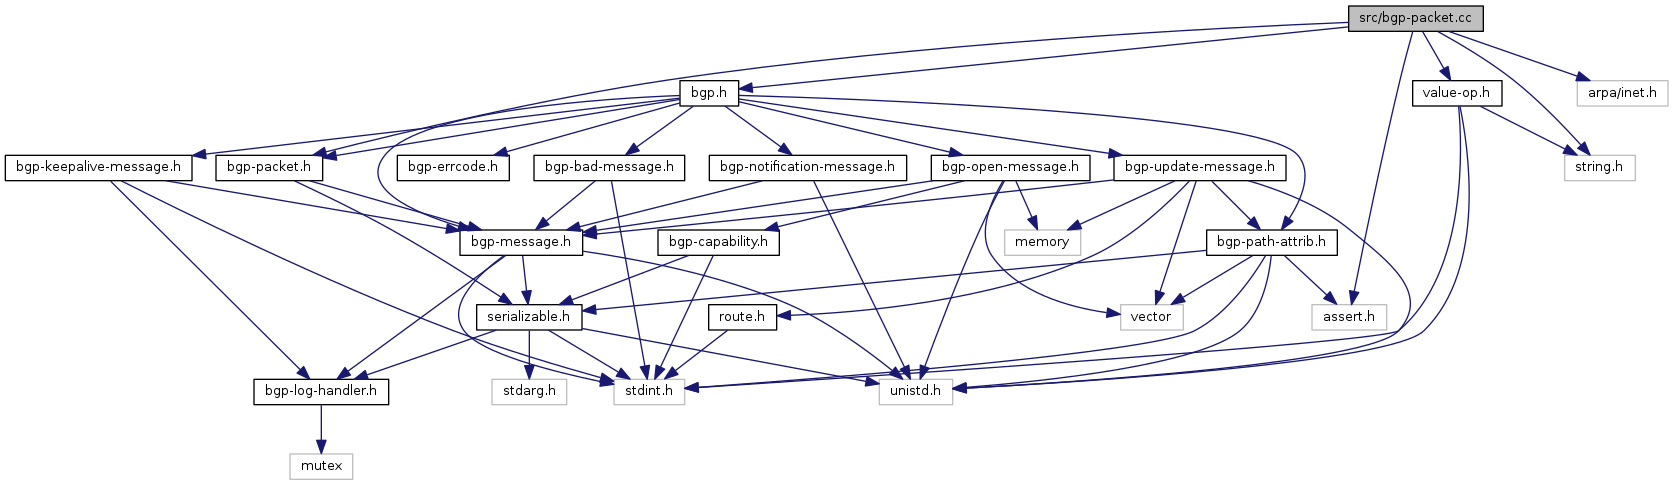 src/bgp-packet.cc
bgp.h
value-op.h
arpa/inet.h
bgp-keepalive-message.h
bgp-packet.h
bgp-errcode.h
bgp-bad-message.h
bgp-notification-message.h
bgp-open-message.h
bgp-update-message.h
string.h
bgp-message.h
bgp-capability.h
memory
bgp-path-attrib.h
serializable.h
route.h
vector
assert.h
bgp-log-handler.h
stdarg.h
stdint.h
unistd.h
mutex